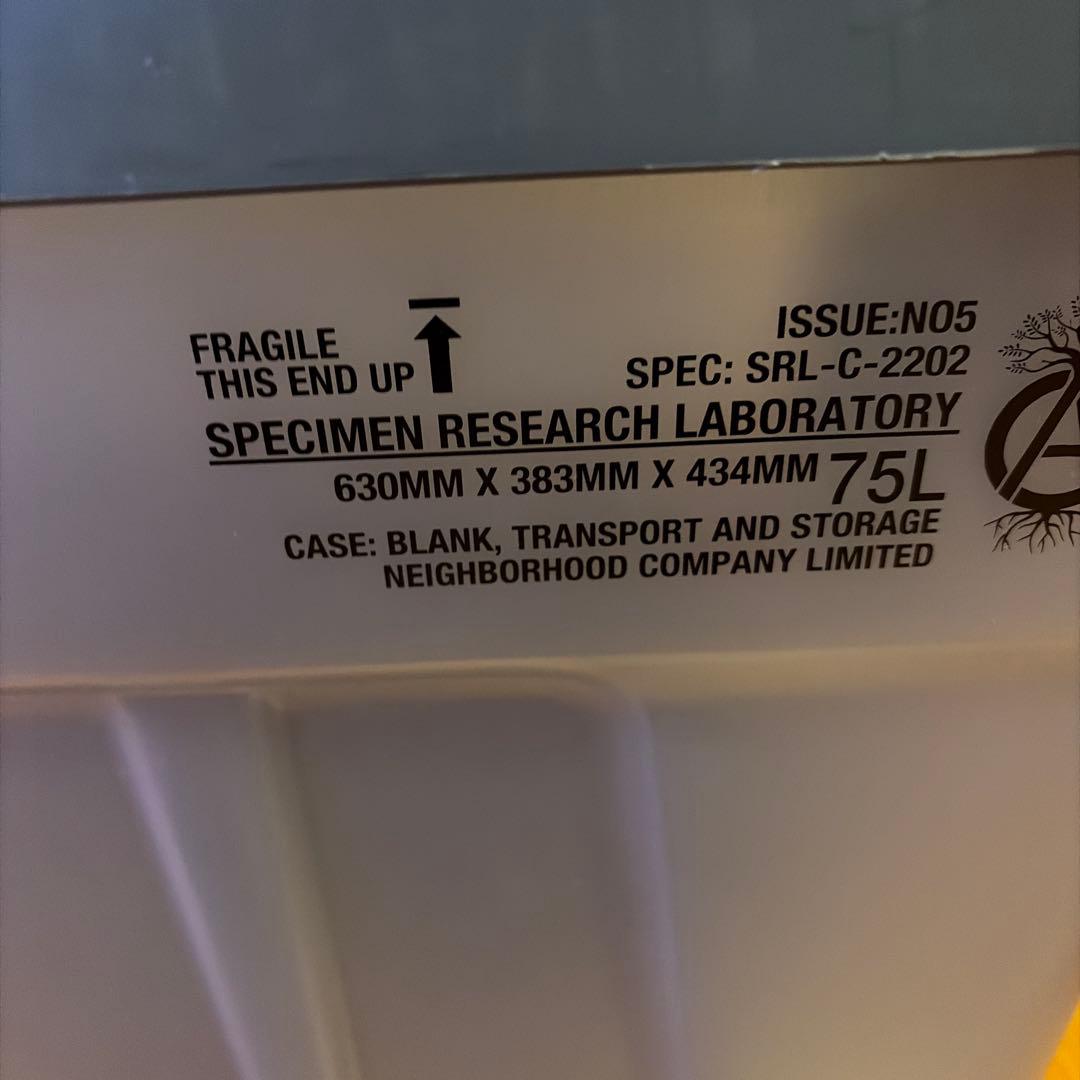 FRAGILE
THIS END UP
ISSUE:NO5
SPEC: SRL-C-2202
SPECIMEN RESEARCH LABORATORY
630MM X 383MM X 434MM 75L
CASE: BLANK, TRANSPORT AND STORAGE
NEIGHBORHOOD COMPANY LIMITED